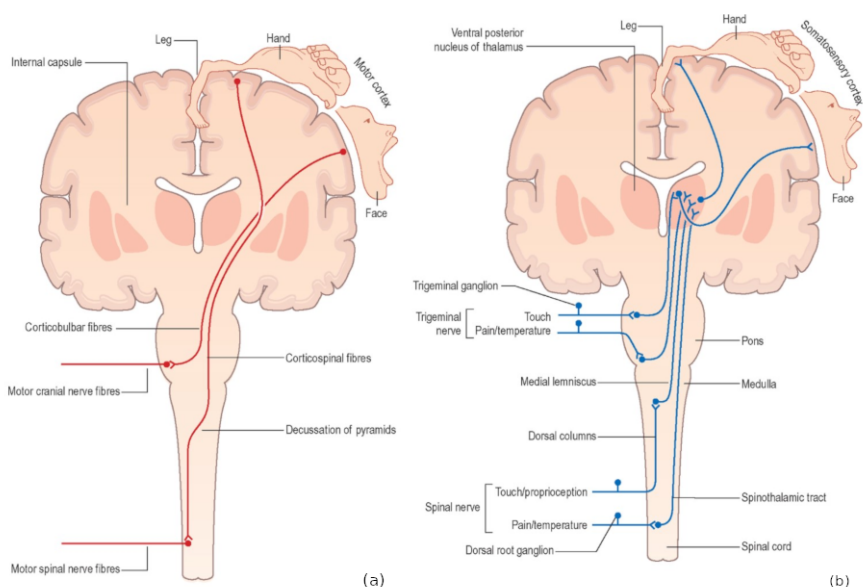 Leg
Hand
Internal capsule
Motor cortex
Face
Corticobulbar fibres
Corticospinal fibres
Motor cranial nerve fibres
Decussation of pyramids
Motor spinal nerve fibres
(a)
Ventral posterior
nucleus of thalamus
Leg
Hand
Somatosensory cortex
Face
Trigeminal ganglion
Trigeminal
nerve
Touch
Pain/temperature
Pons
Medial lemniscus
Medulla
Dorsal columns
Spinal nerve
Touch/proprioception
Spinothalamic tract
Pain/temperature
Dorsal root ganglion
Spinal cord
(b)